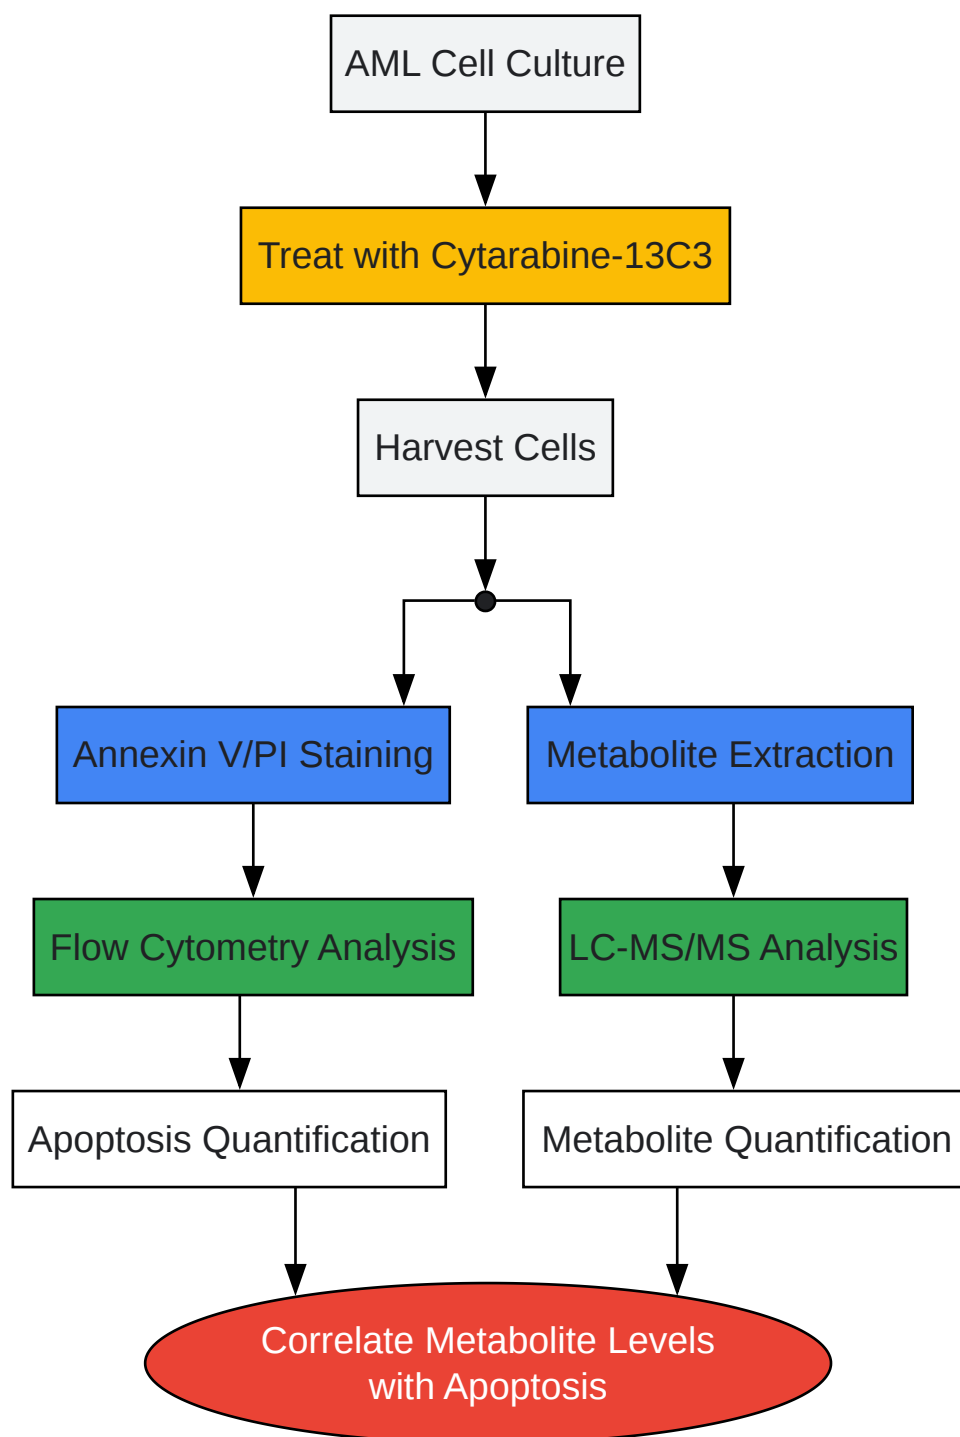 AML Cell Culture
Treat with Cytarabine-13C3
Harvest Cells
Annexin V/PI Staining
Metabolite Extraction
Flow Cytometry Analysis
LC-MS/MS Analysis
Apoptosis Quantification
Metabolite Quantification
Correlate Metabolite Levels
with Apoptosis